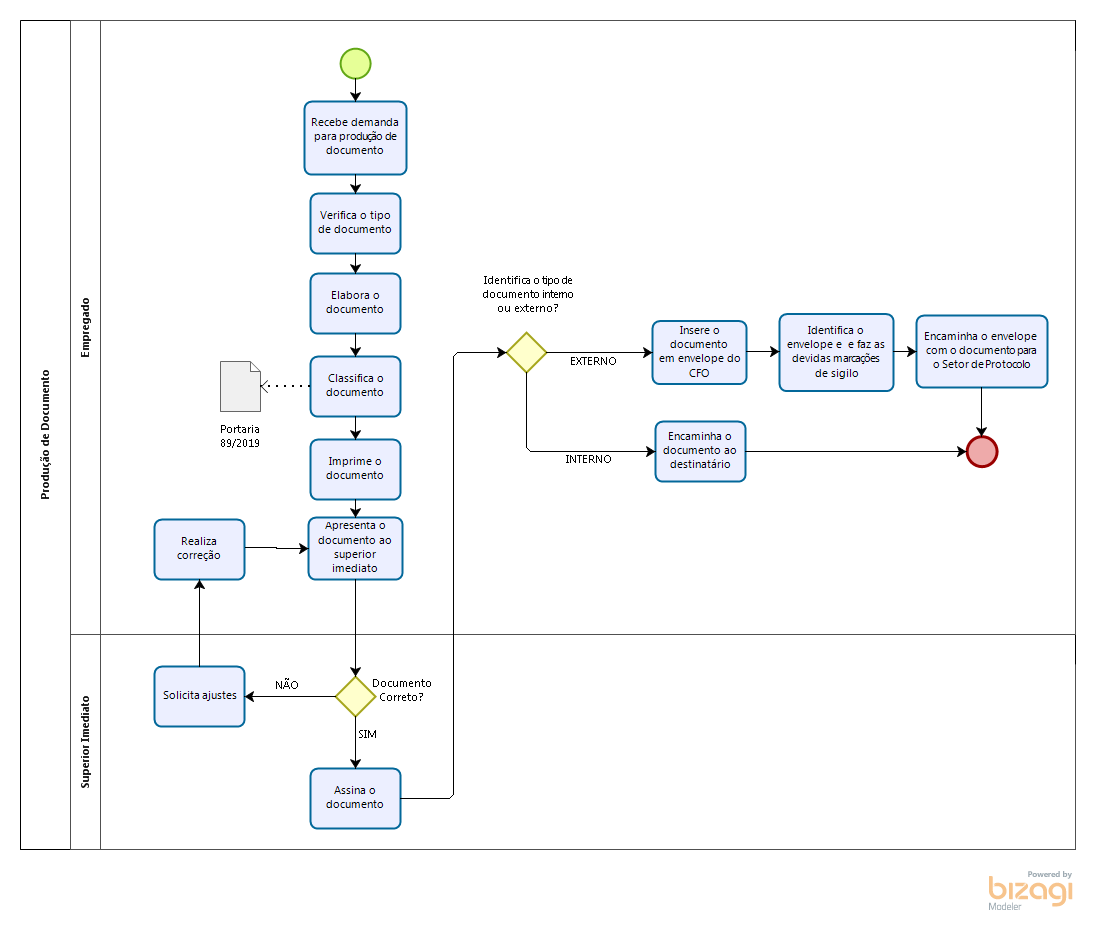 Produção de Documento
Empregado
Recebe demanda
para produção de
documento
Verifica o tipo
de documento
Elabora o
documento
Classifica o
documento
Portaria
89/2019
Imprime o
documento
Apresenta o
documento ao
superior
imediato
Realiza
correção
Identifica o tipo de
documento interno
ou externo?
EXTERNO
Insere o
documento
em envelope do
CFO
Identifica o
envelope e e faz as
devidas marcações
de sigilo
Encaminha o envelope
com o documento para
o Setor de Protocolo
INTERNO
Encaminha o
documento ao
destinatário
Superior Imediato
Solicita ajustes
NÃO
Documento
Correto?
SIM
Assina o
documento
Powered by
bizagi
Modeler